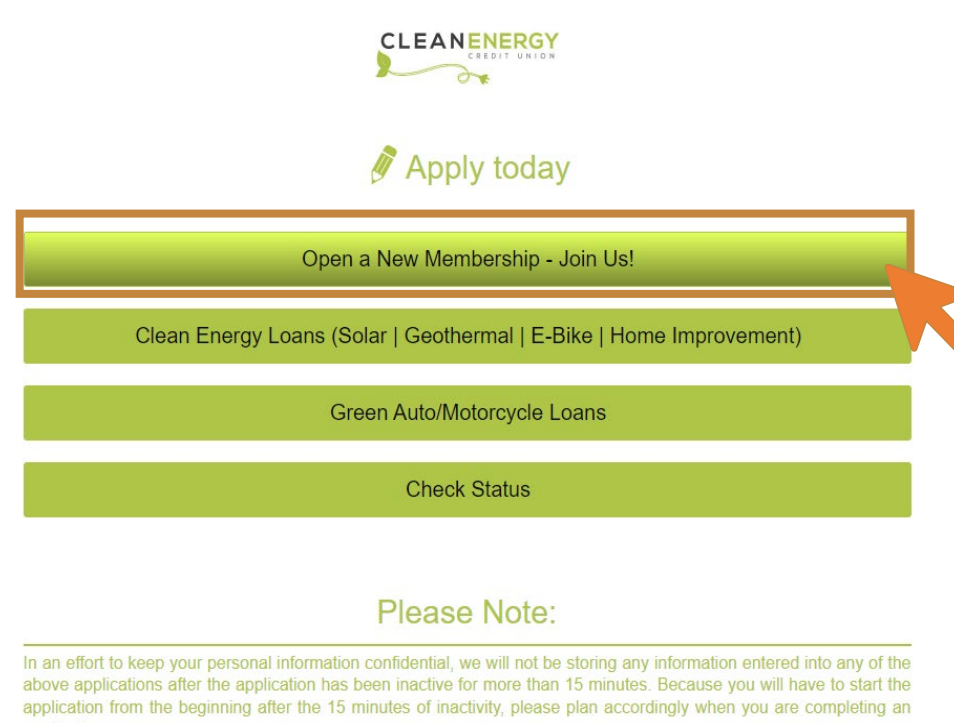 CLEANENERGY
CREDIT UNION
Apply today
Open a New Membership - Join Us!
Clean Energy Loans (Solar | Geothermal | E-Bike | Home Improvement)
Green Auto/Motorcycle Loans
Check Status
Please Note:
In an effort to keep your personal information confidential, we will not be storing any information entered into any of the
above applications after the application has been inactive for more than 15 minutes. Because you will have to start the
application from the beginning after the 15 minutes of inactivity, please plan accordingly when you are completing an